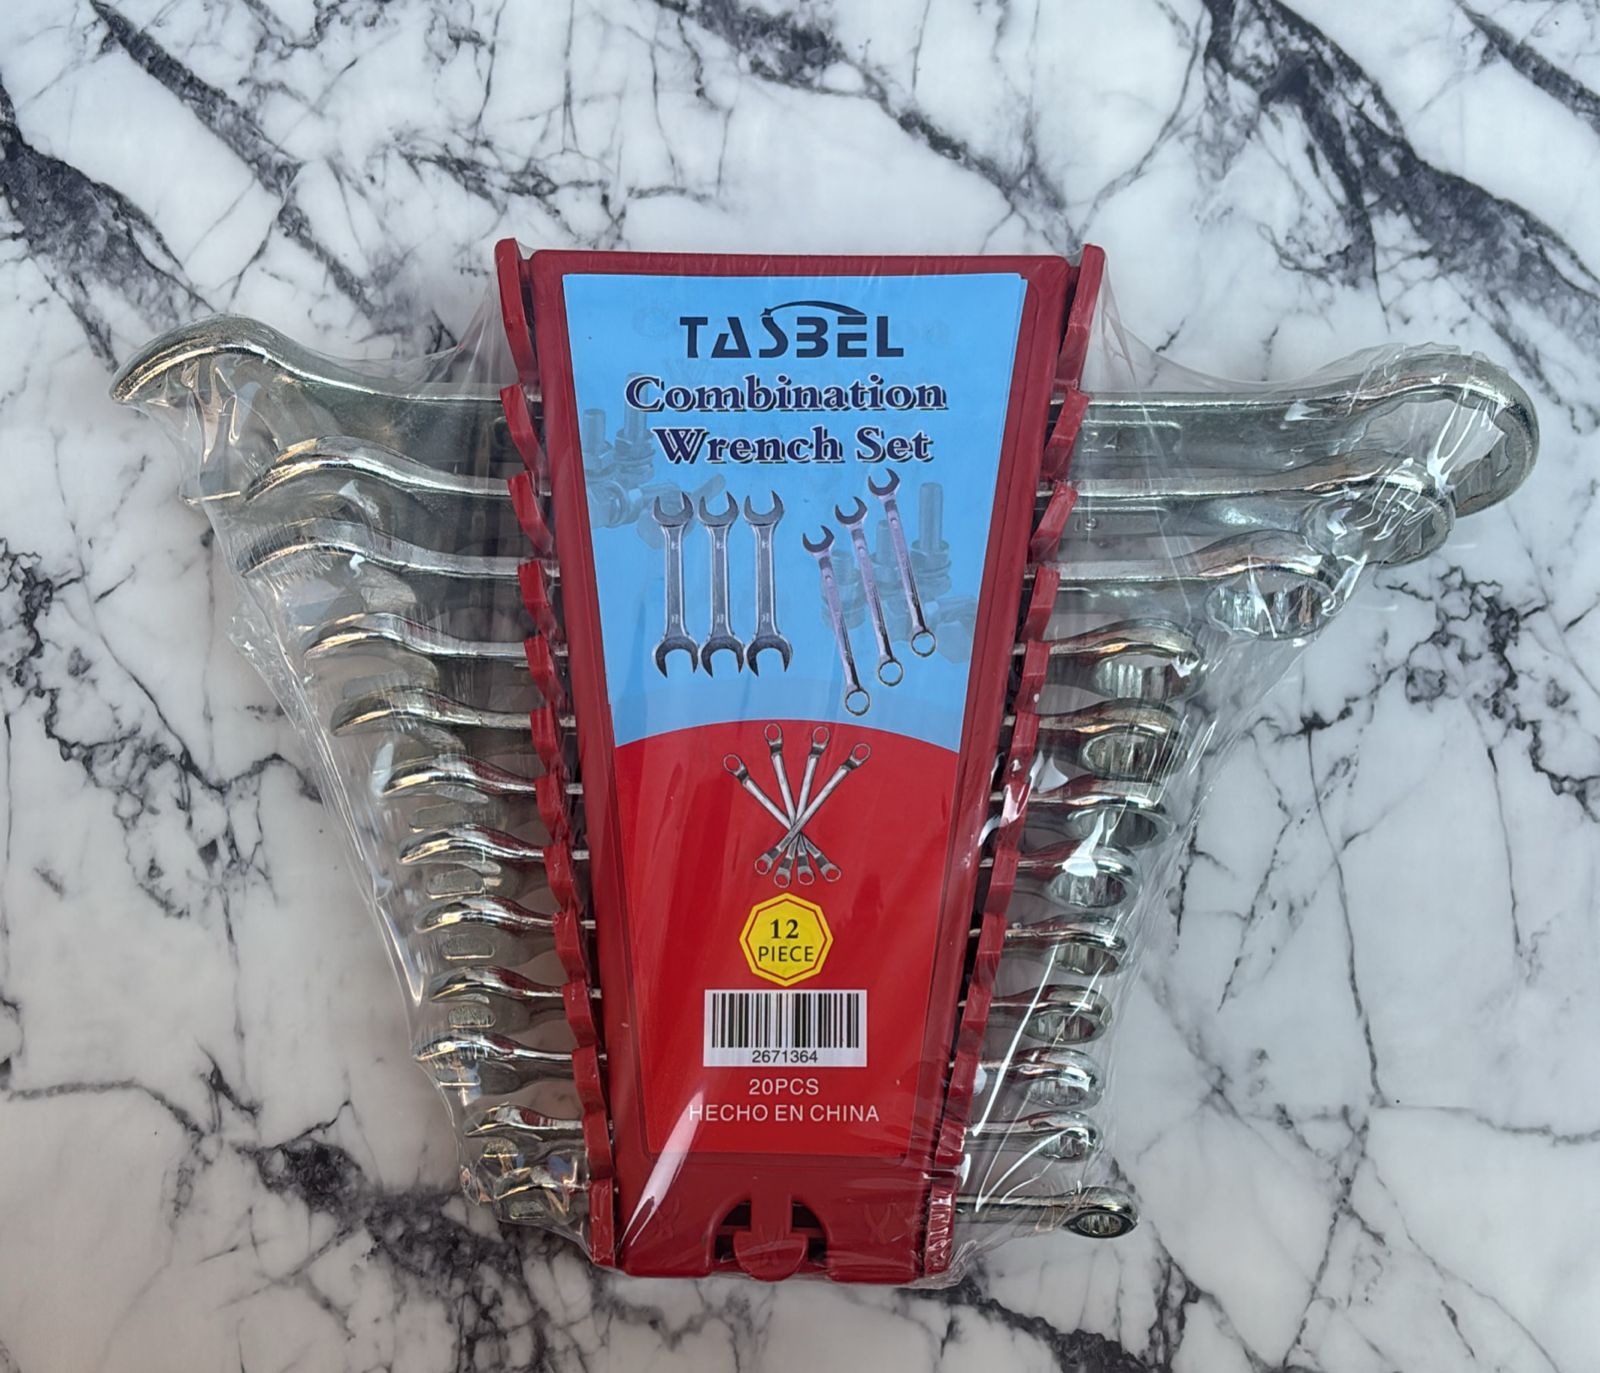 TASBEL
Combination
Wrench Set
12
PIECE
2671364
20PCS
HECHO EN CHINA